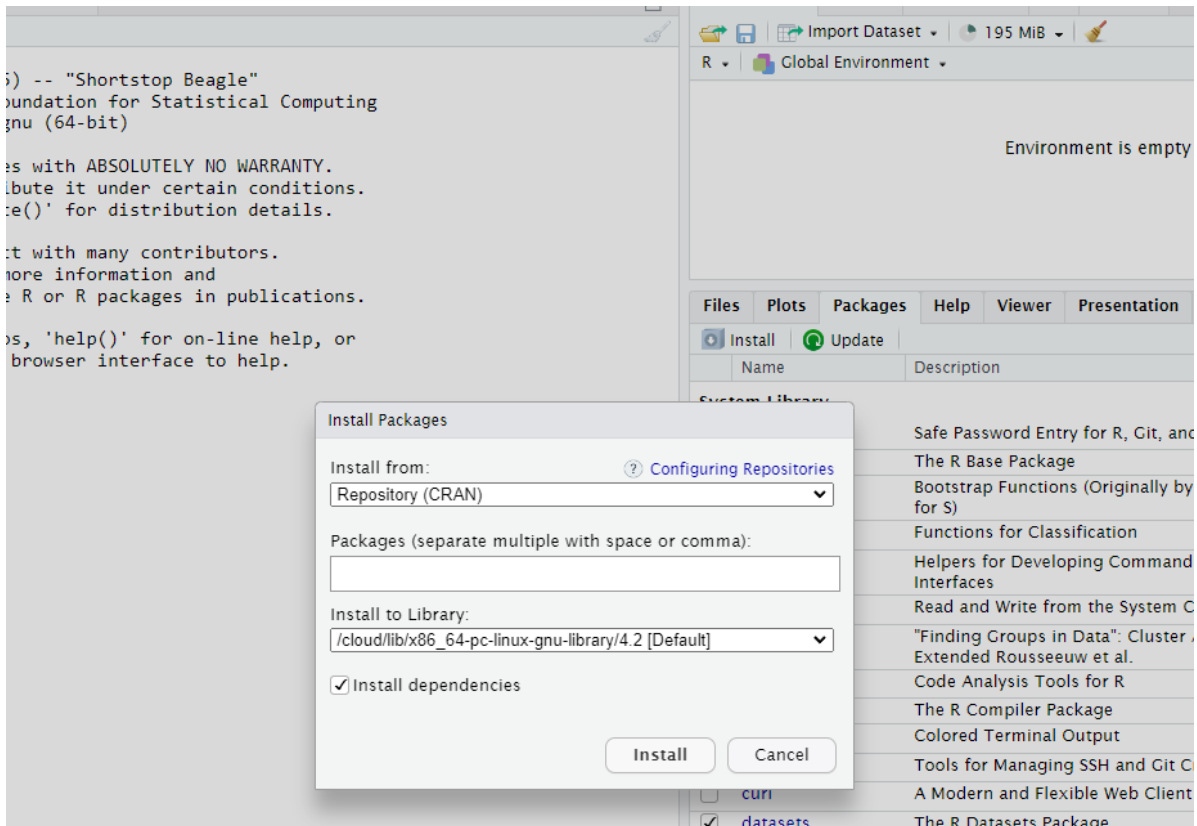 5) -- "Shortstop Beagle"
oundation for Statistical Computing
gnu (64-bit)
es with ABSOLUTELY NO WARRANTY.
ibute it under certain conditions.
ce()' for distribution details.
ct with many contributors.
more information and
e R or R packages in publications.
os, 'help()' for on-line help, or
browser interface to help.
Import Dataset
195 MiB
R
Global Environment
Environment is empty
Files Plots Packages Help Viewer Presentation
Install Update
Name Description
System Library
Safe Password Entry for R, Git, and
The R Base Package
Bootstrap Functions (Originally by
for S)
Functions for Classification
Helpers for Developing Command
Interfaces
Read and Write from the System C
"Finding Groups in Data": Cluster
Extended Rousseeuw et al.
Code Analysis Tools for R
The R Compiler Package
Colored Terminal Output
Tools for Managing SSH and Git C
curl A Modern and Flexible Web Client
datasets The R Datasets Package
Install Packages
Install from:
? Configuring Repositories
Repository (CRAN)
Packages (separate multiple with space or comma):
Install to Library:
/cloud/lib/x86_64-pc-linux-gnu-library/4.2 [Default]
Install dependencies
Install Cancel